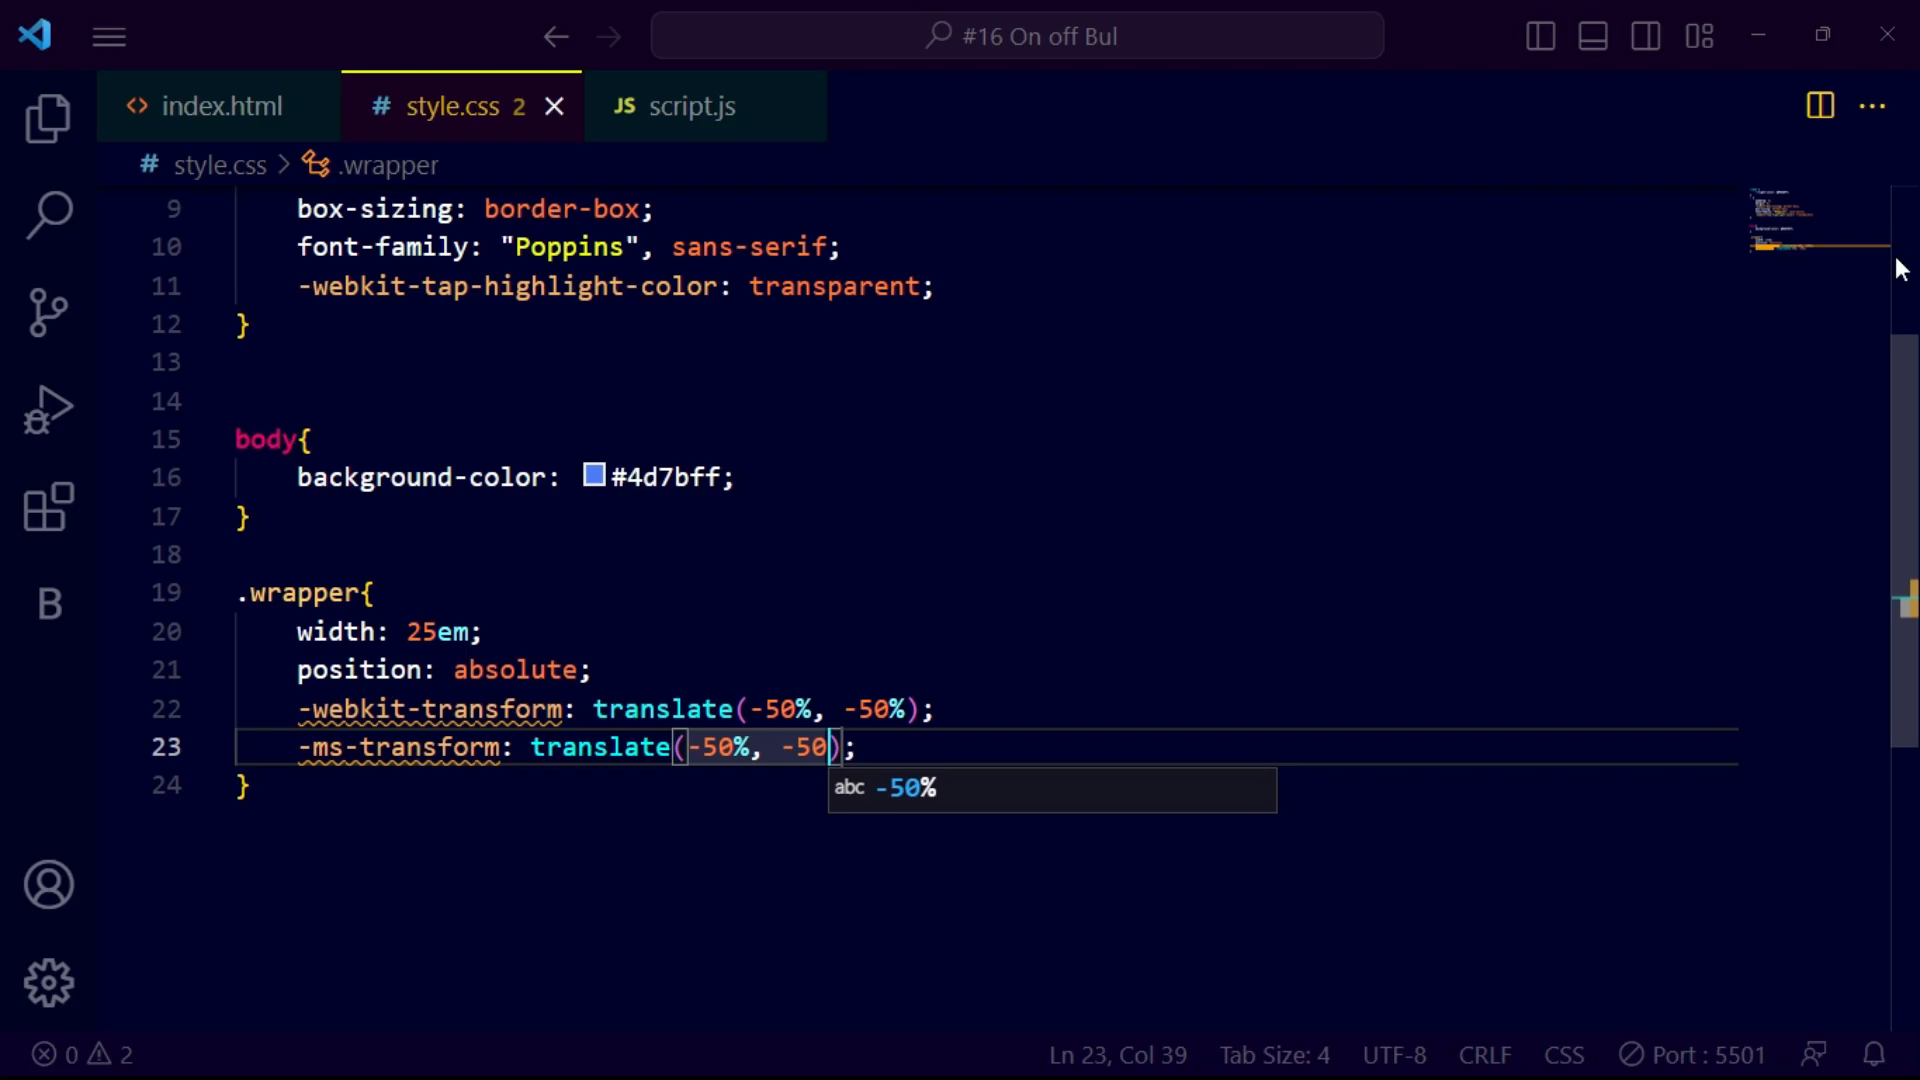 #16 On off Bul
<> index.html
# style.css 2
JS script.js
# style.css > .wrapper
9 box-sizing: border-box;
10 font-family: "Poppins", sans-serif;
11 -webkit-tap-highlight-color: transparent;
12 }
13
14
15 body{
16 background-color: #4d7bff;
17 }
18
19 .wrapper{
20 width: 25em;
21 position: absolute;
22 -webkit-transform: translate(-50%, -50%);
23 -ms-transform: translate(-50%, -50);
abc -50%
24 }
B
0 2 Ln 23, Col 39 Tab Size: 4 UTF-8 CRLF CSS Port : 5501